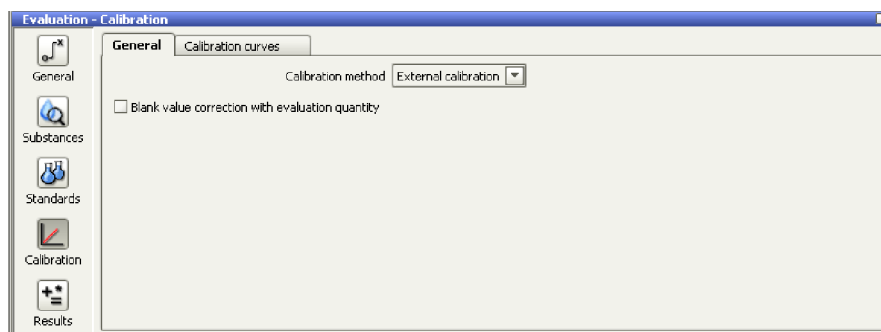 Evaluation - Calibration
General
Calibration curves
Calibration method External calibration
Blank value correction with evaluation quantity
General
Substances
Standards
Calibration
Results